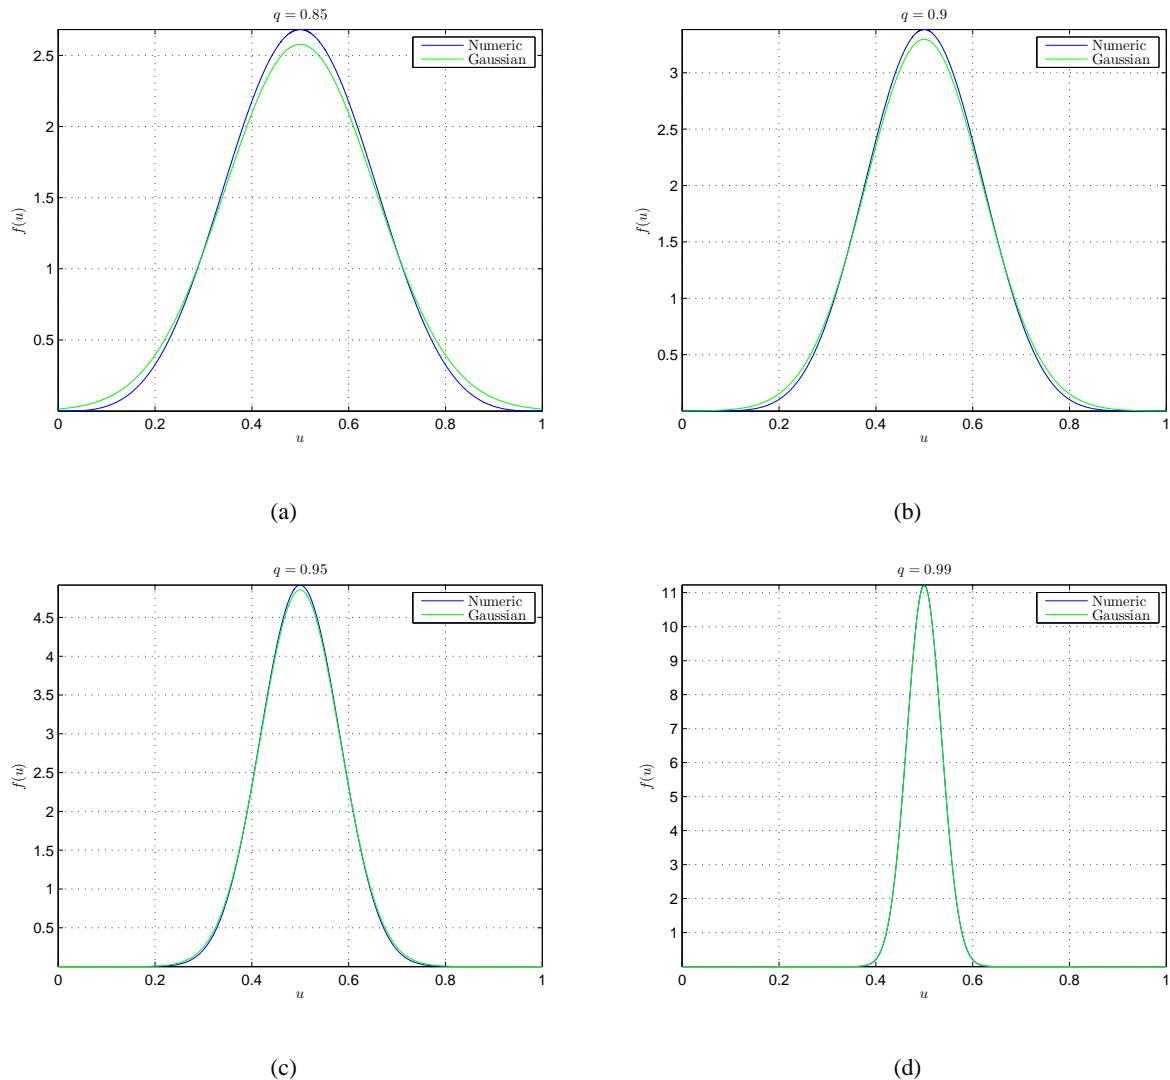 q = 0.85
Numeric
Gaussian
2.5
2
1.5
1
0.5
f(u)
0
0.2
0.4
0.6
0.8
1
u
(a)
q = 0.9
Numeric
Gaussian
3
2.5
2
1.5
1
0.5
f(u)
0
0.2
0.4
0.6
0.8
1
u
(b)
q = 0.95
Numeric
Gaussian
4.5
4
3.5
3
2.5
2
1.5
1
0.5
f(u)
0
0.2
0.4
0.6
0.8
1
u
(c)
q = 0.99
Numeric
Gaussian
11
10
9
8
7
6
5
4
3
2
1
f(u)
0
0.2
0.4
0.6
0.8
1
u
(d)